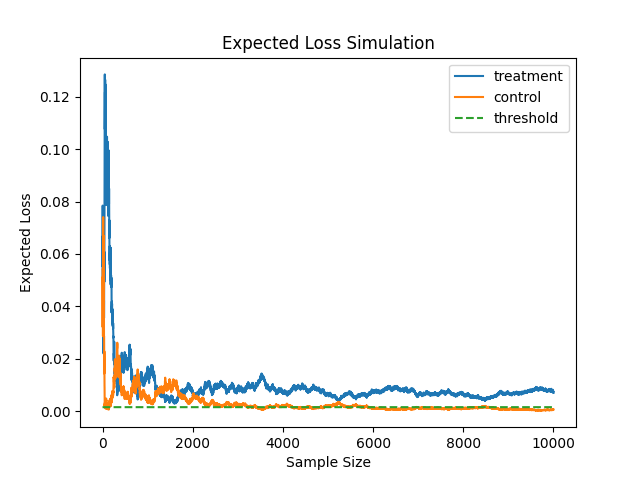 Expected Loss Simulation
treatment
control
threshold
0.12
0.10
0.08
0.06
0.04
0.02
0.00
Expected Loss
0 2000 4000 6000 8000 10000
Sample Size